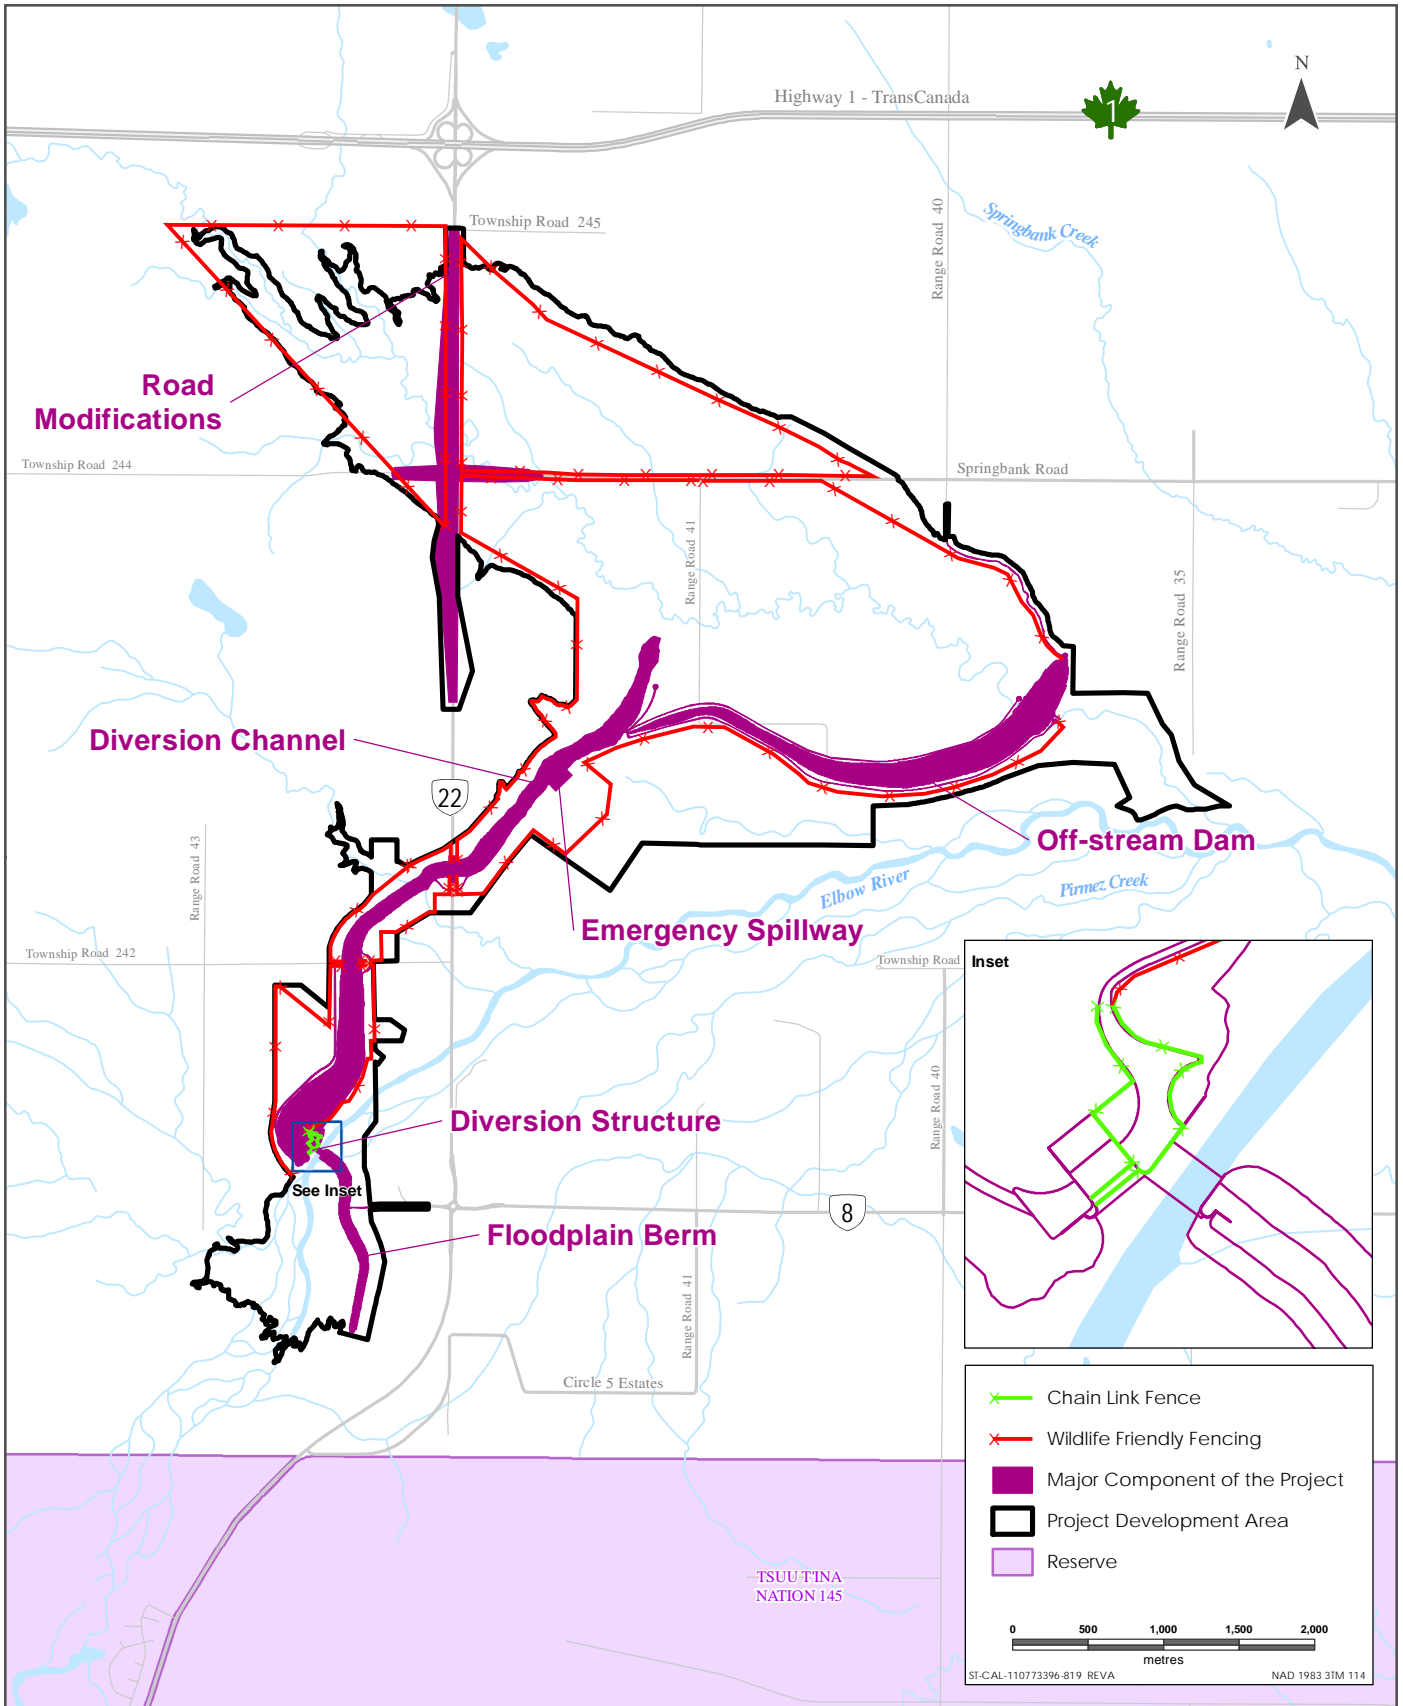 Highway 1 - TransCanada
1
N
Township Road 245
Range Road 40
Springbank Creek
Road
Modifications
Township Road 244
Springbank Road
Range Road 41
Range Road 35
Diversion Channel
22
Off-stream Dam
Range Road 43
Elbow River
Pirmez Creek
Emergency Spillway
Township Road 242
Township Road
Inset
Range Road 40
Diversion Structure
See Inset
8
Floodplain Berm
Range Road 41
Circle 5 Estates
Chain Link Fence
Wildlife Friendly Fencing
Major Component of the Project
Project Development Area
Reserve
TSUU T'INA
NATION 145
0 500 1,000 1,500 2,000
metres
ST-CAL-110773396-819 REVA
NAD 1983 3TM 114